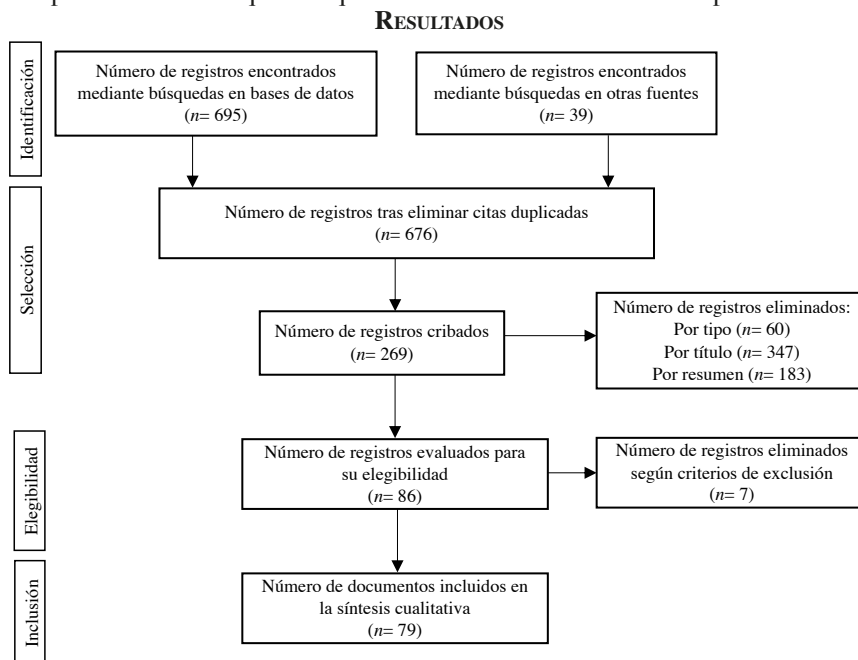 RESULTADOS
Identificación
Número de registros encontrados
mediante búsquedas en bases de datos
(n= 695)
Número de registros encontrados
mediante búsquedas en otras fuentes
(n= 39)
Selección
Número de registros tras eliminar citas duplicadas
(n= 676)
Número de registros cribados
(n= 269)
Número de registros eliminados:
Por tipo (n= 60)
Por título (n= 347)
Por resumen (n= 183)
Elegibilidad
Número de registros evaluados para
su elegibilidad
(n= 86)
Número de registros eliminados
según criterios de exclusión
(n= 7)
Inclusión
Número de documentos incluidos en
la síntesis cualitativa
(n= 79)